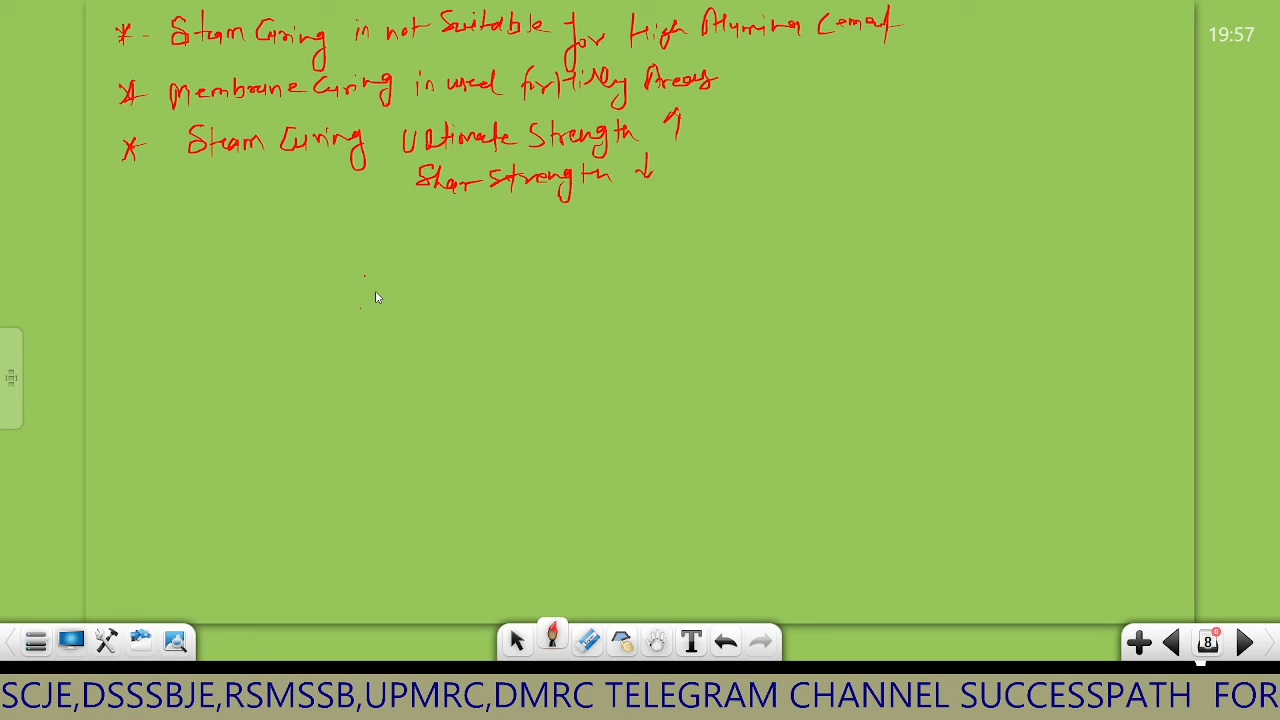 * - Steam Curing is not Suitable for High Alumina Cement
19:57
* Membrane Curing is used for Hilly Areas
* Steam Curing Ultimate Strength ↑
Shear Strength ↓
T
8
SCJE,DSSSBJE,RSMSSB,UPMRC,DMRC TELEGRAM CHANNEL SUCCESSPATH FOR